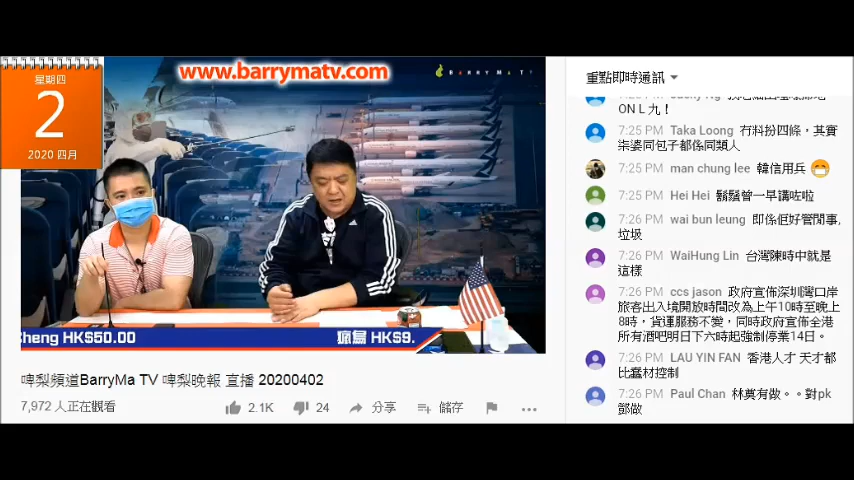 星期四
2
2020 四月
www.barrymatv.com
BARRYMATV
Cheng HK$50.00
瘋鳥 HK$9.
啤梨頻道BarryMa TV 啤梨晚報 直播 20200402
7,972 人正在觀看
2.1K
24
分享
儲存
重點即時通訊
ON L 九！
7:25 PM Taka Loong 冇料扮四條，其實
柒婆同包子都係同類人
7:25 PM man chung lee 韓信用兵
7:25 PM Hei Hei 鬍鬚曾一早講咗啦
7:26 PM wai bun leung 即係佢好管閒事,
垃圾
7:26 PM WaiHung Lin 台灣陳時中就是
這樣
7:26 PM ccs jason 政府宣佈深圳灣口岸
旅客出入境開放時間改為上午10時至晚上
8時，貨運服務不變，同時政府宣佈全港
所有酒吧明日下六時起強制停業14日。
7:26 PM LAU YIN FAN 香港人才 天才都
比蠢材控制
7:26 PM Paul Chan 林莫有做。。對pk
鄧做